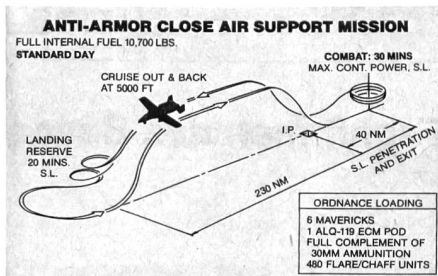 ANTI-ARMOR CLOSE AIR SUPPORT MISSION
FULL INTERNAL FUEL 10,700 LBS.
STANDARD DAY
CRUISE OUT & BACK
AT 5000 FT
COMBAT: 30 MINS
MAX. CONT. POWER, S.L.
I.P.
40 NM
S.L. PENETRATION
AND EXIT
LANDING
RESERVE
20 MINS.
S.L.
230 NM
ORDNANCE LOADING
6 MAVERICKS
1 ALQ-119 ECM POD
FULL COMPLEMENT OF
30MM AMMUNITION
480 FLARE/CHAFF UNITS